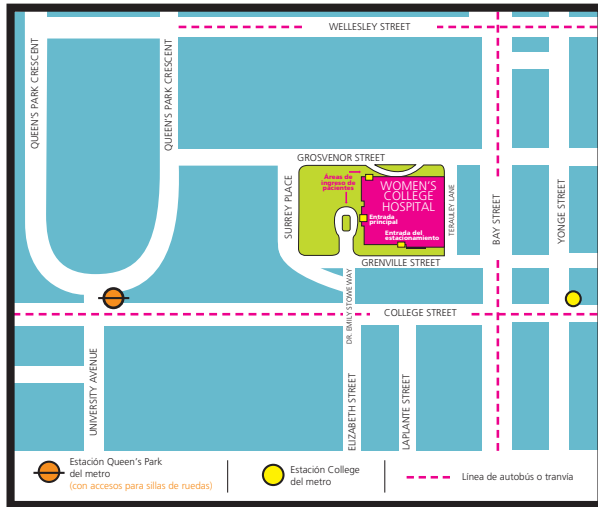 WELLESLEY STREET
QUEEN'S PARK CRESCENT
QUEEN'S PARK CRESCENT
GROSVENOR STREET
Áreas de
ingreso de
pacientes
WOMEN'S
COLLEGE
HOSPITAL
Entrada
principal
Entrada del
estacionamiento
SURREY PLACE
TERAULEY LANE
BAY STREET
YONGE STREET
GRENVILLE STREET
DR. EMILY STOWE WAY
COLLEGE STREET
UNIVERSITY AVENUE
ELIZABETH STREET
LAPLANTE STREET
Estación Queen's Park
del metro
(con accesos para sillas de ruedas)
Estación College
del metro
Línea de autobús o tranvía